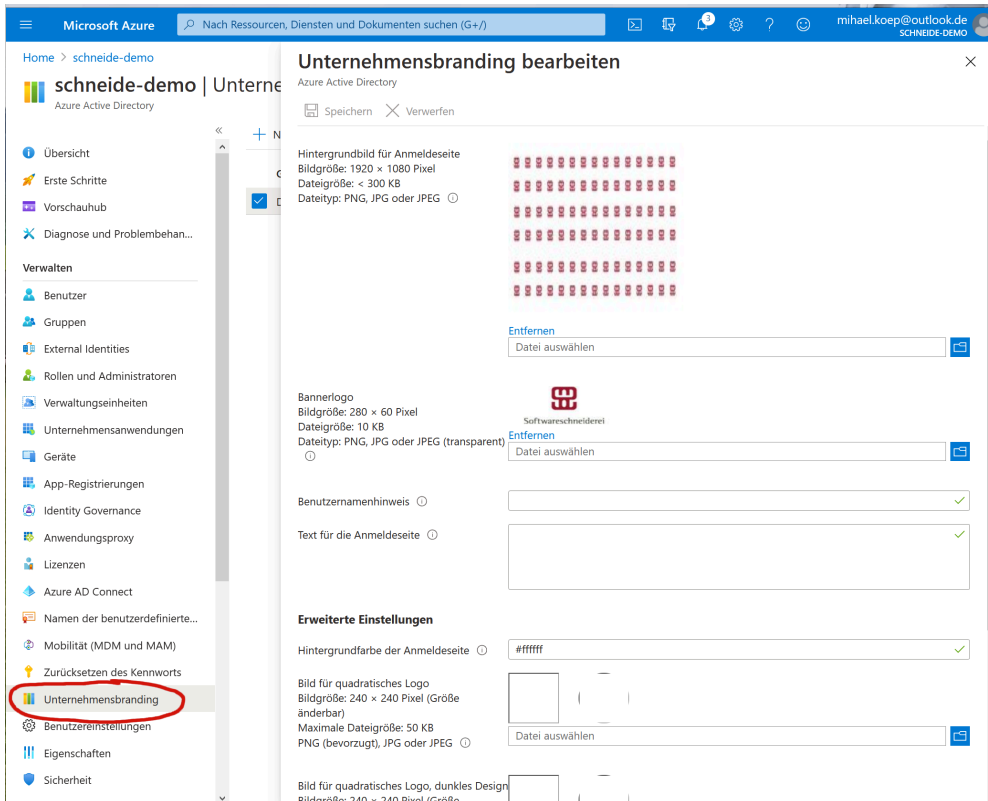 Microsoft Azure
Nach Ressourcen, Diensten und Dokumenten suchen (G+/)
3
mihael.koep@outlook.de
SCHNEIDE-DEMO
Home > schneide-demo
schneide-demo | Unterne
Azure Active Directory
«
Übersicht
Erste Schritte
Vorschauhub
Diagnose und Problembehan...
Verwalten
Benutzer
Gruppen
External Identities
Rollen und Administratoren
Verwaltungseinheiten
Unternehmensanwendungen
Geräte
App-Registrierungen
Identity Governance
Anwendungsproxy
Lizenzen
Azure AD Connect
Namen der benutzerdefinierte...
Mobilität (MDM und MAM)
Zurücksetzen des Kennworts
Unternehmensbranding
Benutzereinstellungen
Eigenschaften
Sicherheit
+ N
Unternehmensbranding bearbeiten
Azure Active Directory
Speichern
Verwerfen
Hintergrundbild für Anmeldeseite
Bildgröße: 1920 × 1080 Pixel
Dateigröße: < 300 KB
Dateityp: PNG, JPG oder JPEG
Entfernen
Datei auswählen
Bannerlogo
Bildgröße: 280 × 60 Pixel
Dateigröße: 10 KB
Dateityp: PNG, JPG oder JPEG (transparent)
Softwareschneiderei
Entfernen
Datei auswählen
Benutzernamenhinweis
Text für die Anmeldeseite
Erweiterte Einstellungen
Hintergrundfarbe der Anmeldeseite
#ffffff
Bild für quadratisches Logo
Bildgröße: 240 × 240 Pixel (Größe
änderbar)
Maximale Dateigröße: 50 KB
PNG (bevorzugt), JPG oder JPEG
Datei auswählen
Bild für quadratisches Logo, dunkles Design
Bildgröße: 240 × 240 Pixel (Größe